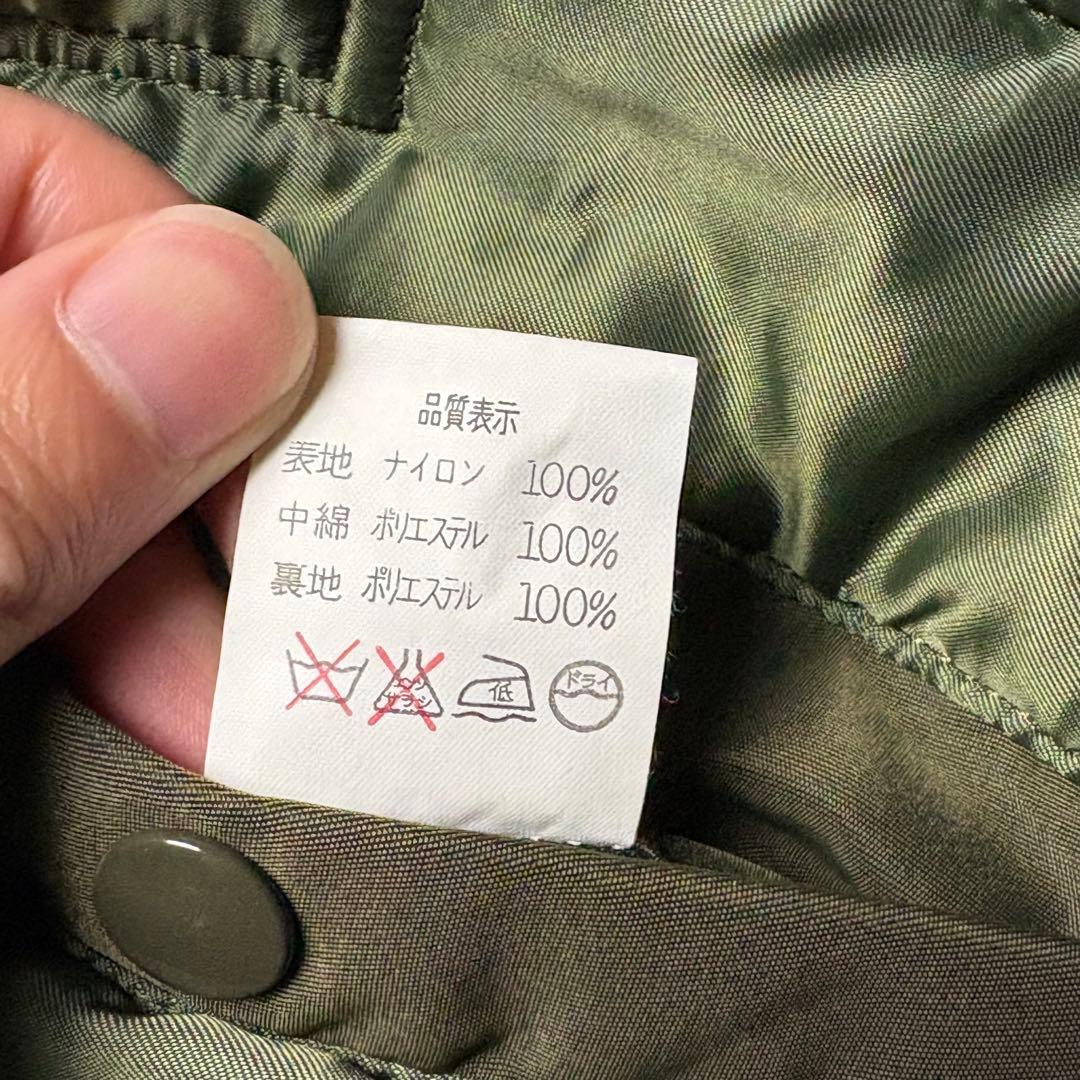 品質表示
表地 ナイロン 100%
中綿 ポリエステル 100%
裏地 ポリエステル 100%
エンソ サラシ 低 ドライ